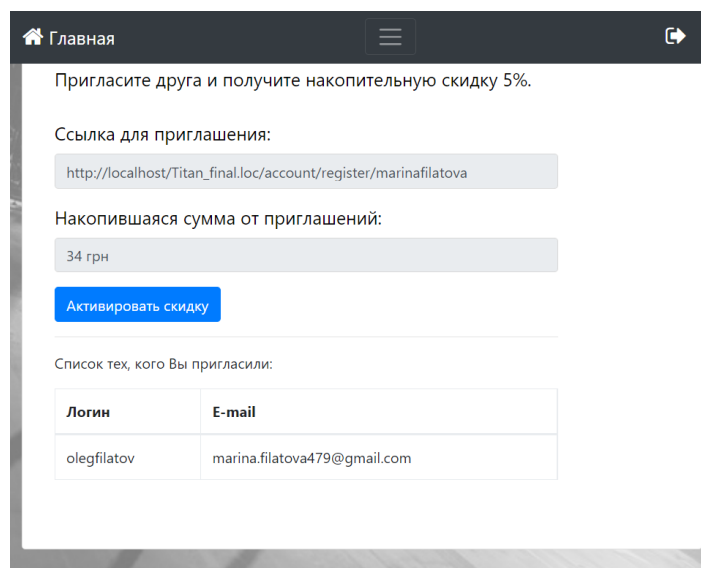 Главная
Пригласите друга и получите накопительную скидку 5%.
Ссылка для приглашения:
http://localhost/Titan_final.loc/account/register/marinafilatova
Накопившаяся сумма от приглашений:
34 грн
Активировать скидку
Список тех, кого Вы пригласили:
Логин E-mail
olegfilatov marina.filatova479@gmail.com